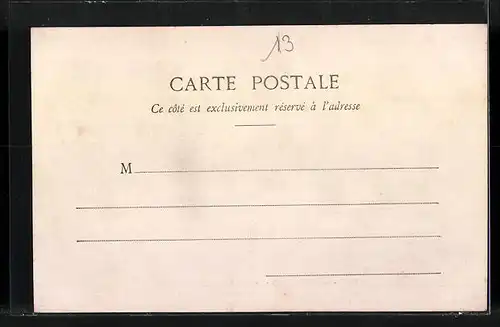 13
CARTE POSTALE
Ce côté est exclusivement réservé à l'adresse
M